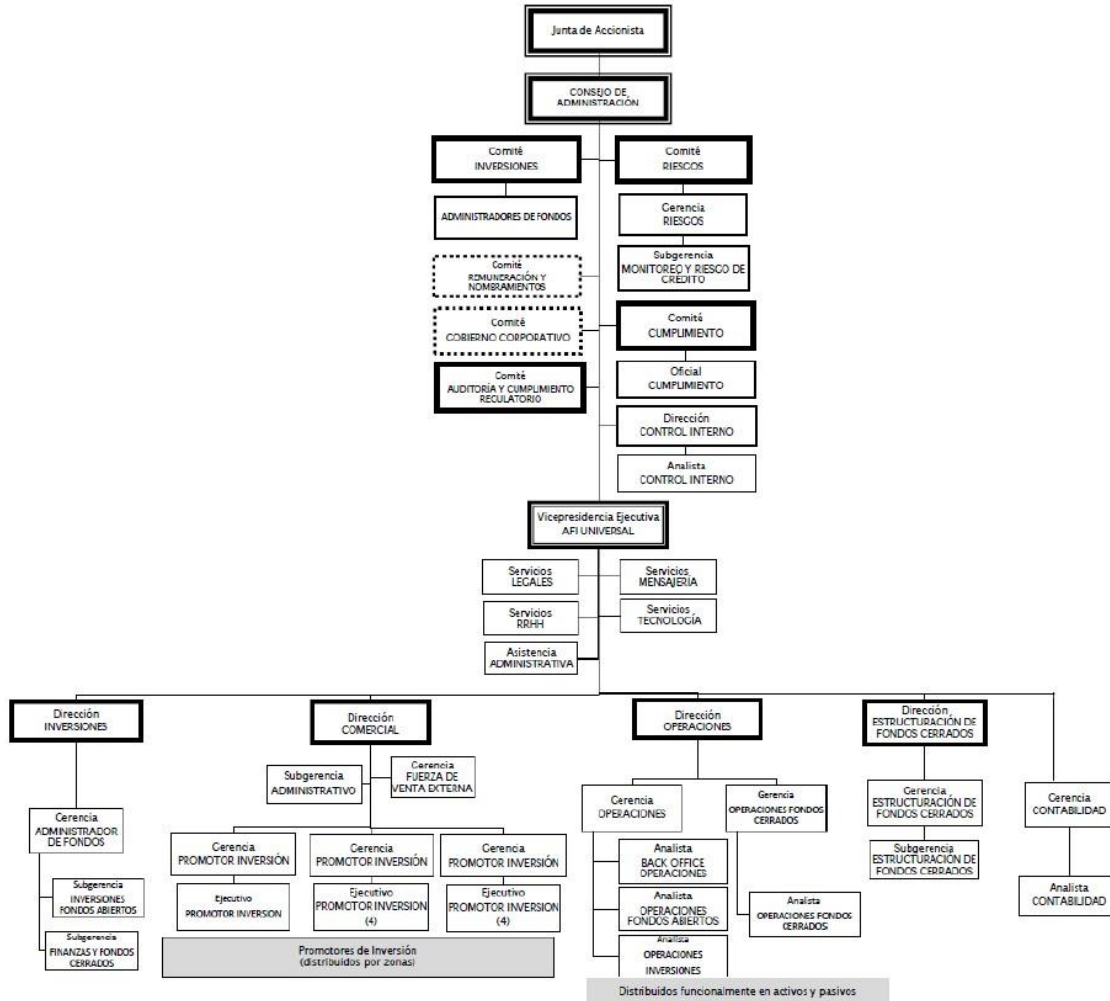 Junta de Accionista
CONSEJO DE
ADMINISTRACIÓN
Comité
INVERSIONES
Comité
RIESGOS
ADMINISTRADORES DE FONDOS
Gerencia
RIESGOS
Comité
REMUNERACIÓN Y
NOMBRAMIENTOS
Subgerencia
MONITOREO Y RIESGO DE
CRÉDITO
Comité
GOBIERNO CORPORATIVO
Comité
CUMPLIMIENTO
Comité
AUDITORÍA Y CUMPLIMIENTO
REGULATORIO
Oficial
CUMPLIMIENTO
Dirección
CONTROL INTERNO
Analista
CONTROL INTERNO
Vicepresidencia Ejecutiva
AFI UNIVERSAL
Servicios
LEGALES
Servicios
MENSAJERÍA
Servicios
RRHH
Servicios
TECNOLOGÍA
Asistencia
ADMINISTRATIVA
Dirección
INVERSIONES
Dirección
COMERCIAL
Dirección
OPERACIONES
Dirección
ESTRUCTURACIÓN DE
FONDOS CERRADOS
Subgerencia
ADMINISTRATIVO
Gerencia
FUERZA DE
VENTA EXTERNA
Gerencia
ADMINISTRADOR
DE FONDOS
Gerencia
OPERACIONES
Gerencia
OPERACIONES FONDOS
CERRADOS
Gerencia
ESTRUCTURACIÓN DE
FONDOS CERRADOS
Gerencia
CONTABILIDAD
Gerencia
PROMOTOR INVERSIÓN
Gerencia
PROMOTOR INVERSIÓN
Gerencia
PROMOTOR INVERSIÓN
Analista
BACK OFFICE
OPERACIONES
Subgerencia
ESTRUCTURACIÓN DE
FONDOS CERRADOS
Subgerencia
INVERSIONES
FONDOS ABIERTOS
Ejecutivo
PROMOTOR INVERSION
Ejecutivo
PROMOTOR INVERSION
(4)
Ejecutivo
PROMOTOR INVERSION
(4)
Analista
OPERACIONES
FONDOS ABIERTOS
Analista
OPERACIONES FONDOS
CERRADOS
Analista
CONTABILIDAD
Subgerencia
FINANZAS Y FONDOS
CERRADOS
Promotores de Inversión
(distribuidos por zonas)
Analista
OPERACIONES
INVERSIONES
Distribuidos funcionalmente en activos y pasivos